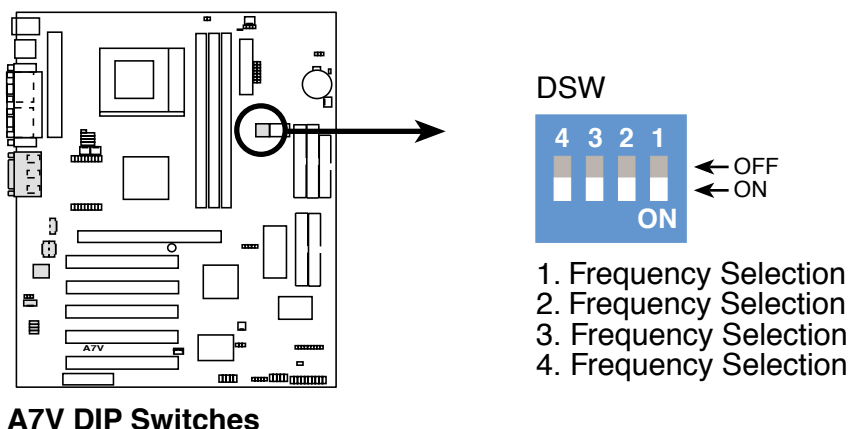 DSW
4 3 2 1
OFF
ON
ON
1. Frequency Selection
2. Frequency Selection
3. Frequency Selection
4. Frequency Selection
A7V
A7V DIP Switches